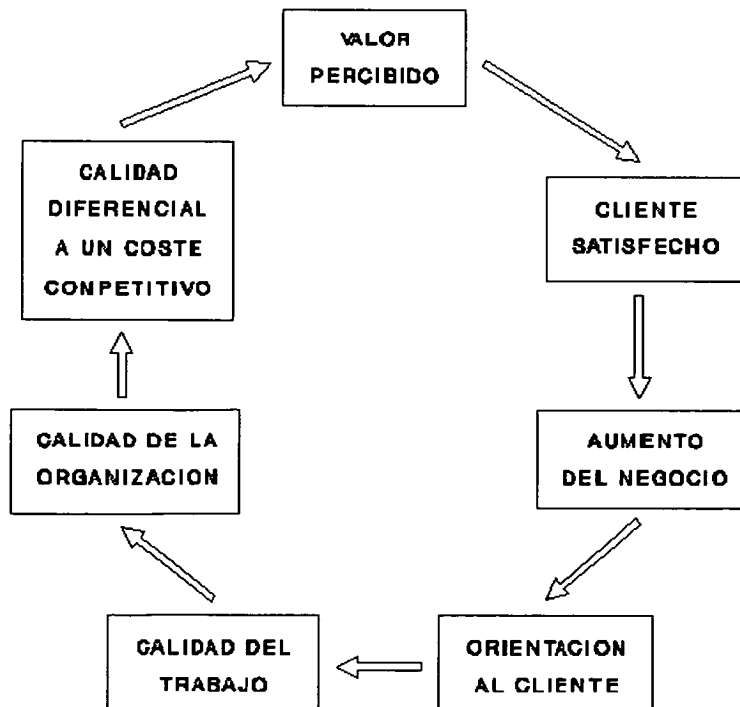 VALOR
PERCIBIDO
CLIENTE
SATISFECHO
AUMENTO
DEL NEGOCIO
ORIENTACION
AL CLIENTE
CALIDAD DEL
TRABAJO
CALIDAD DE LA
ORGANIZACION
CALIDAD
DIFERENCIAL
A UN COSTE
CONPETITIVO